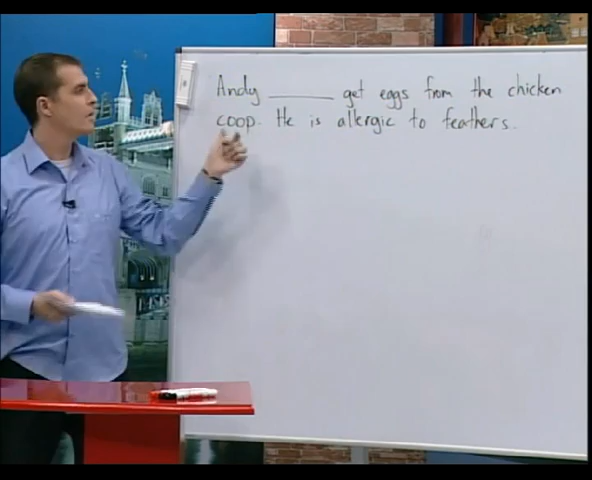 Andy ______ get eggs from the chicken
coop. He is allergic to feathers.